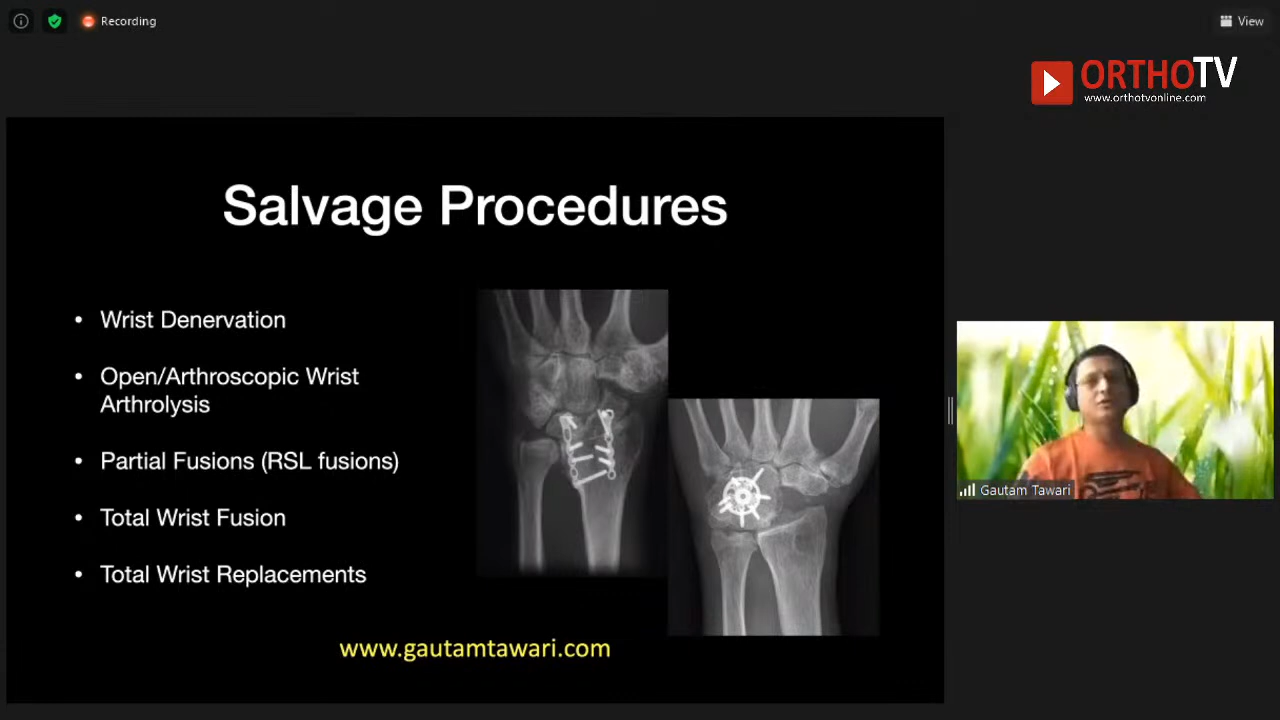 Recording
View
ORTHOTV
www.orthotvonline.com
Salvage Procedures
• Wrist Denervation
• Open/Arthroscopic Wrist
Arthrolysis
• Partial Fusions (RSL fusions)
• Total Wrist Fusion
• Total Wrist Replacements
www.gautamtawari.com
Gautam Tawari